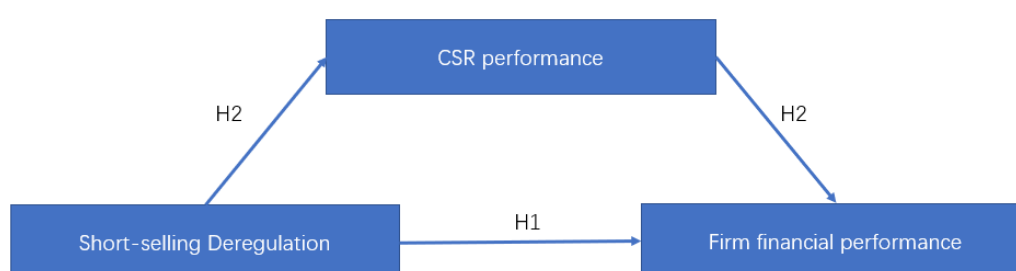 CSR performance
H2
H2
H1
Short-selling Deregulation
Firm financial performance